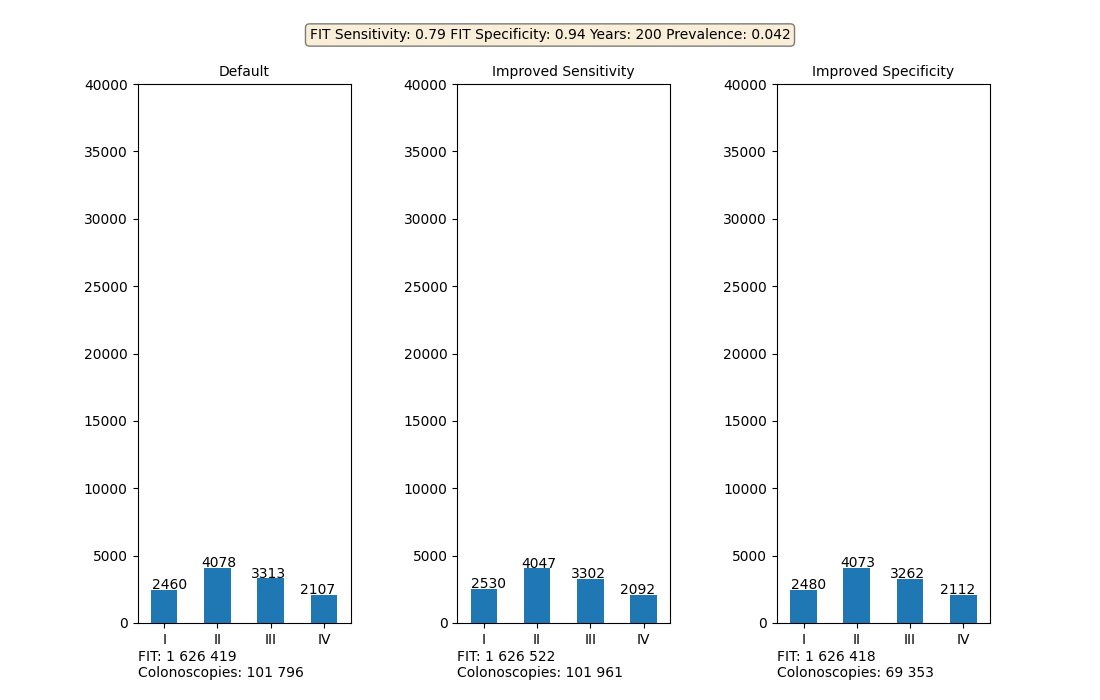 FIT Sensitivity: 0.79 FIT Specificity: 0.94 Years: 200 Prevalence: 0.042
Default
40000
35000
30000
25000
20000
15000
10000
5000
0
2460
4078
3313
2107
I
II
III
IV
FIT: 1 626 419
Colonoscopies: 101 796
Improved Sensitivity
40000
35000
30000
25000
20000
15000
10000
5000
0
2530
4047
3302
2092
I
II
III
IV
FIT: 1 626 522
Colonoscopies: 101 961
Improved Specificity
40000
35000
30000
25000
20000
15000
10000
5000
0
2480
4073
3262
2112
I
II
III
IV
FIT: 1 626 418
Colonoscopies: 69 353